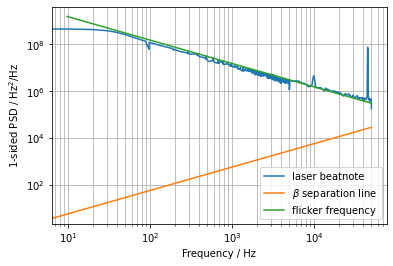 10⁸
10⁶
10⁴
10²
1-sided PSD / Hz²/Hz
laser beatnote
β separation line
flicker frequency
10¹
10²
10³
10⁴
Frequency / Hz